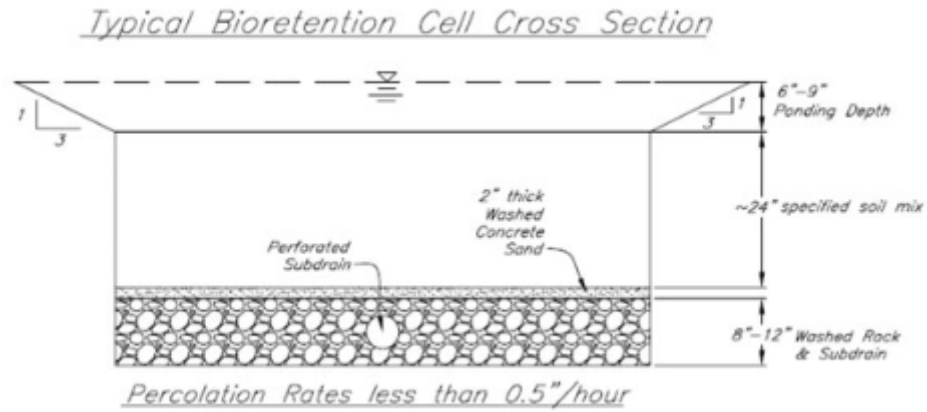 Typical Bioretention Cell Cross Section
1
3
1
3
6"-9"
Ponding Depth
2" thick
Washed
Concrete
Sand
~24" specified soil mix
Perforated
Subdrain
8"-12" Washed Rock
& Subdrain
Percolation Rates less than 0.5"/hour